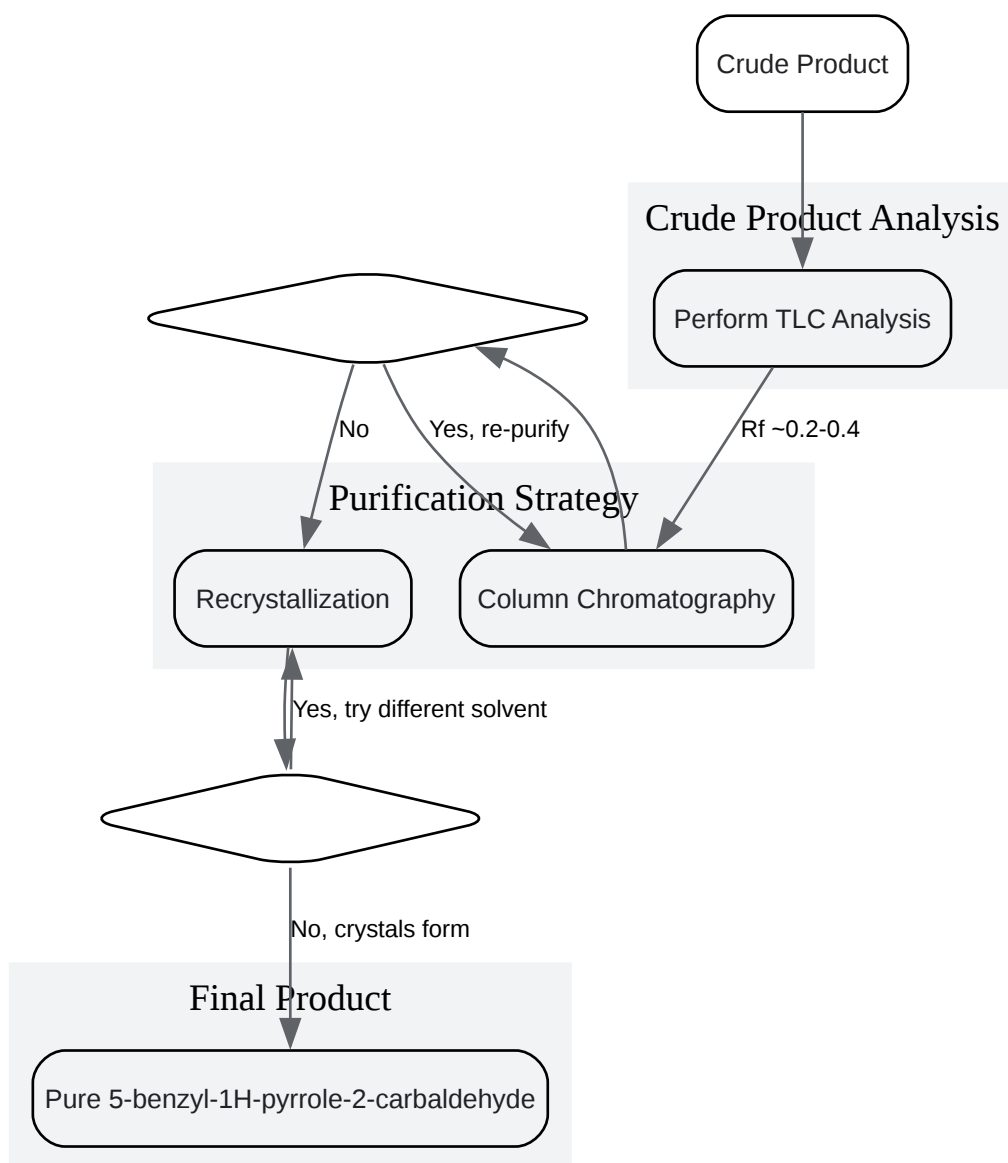 Crude Product
Crude Product Analysis
Perform TLC Analysis
No
Yes, re-purify
Rf ~0.2-0.4
Purification Strategy
Recrystallization
Column Chromatography
Yes, try different solvent
No, crystals form
Final Product
Pure 5-benzyl-1H-pyrrole-2-carbaldehyde